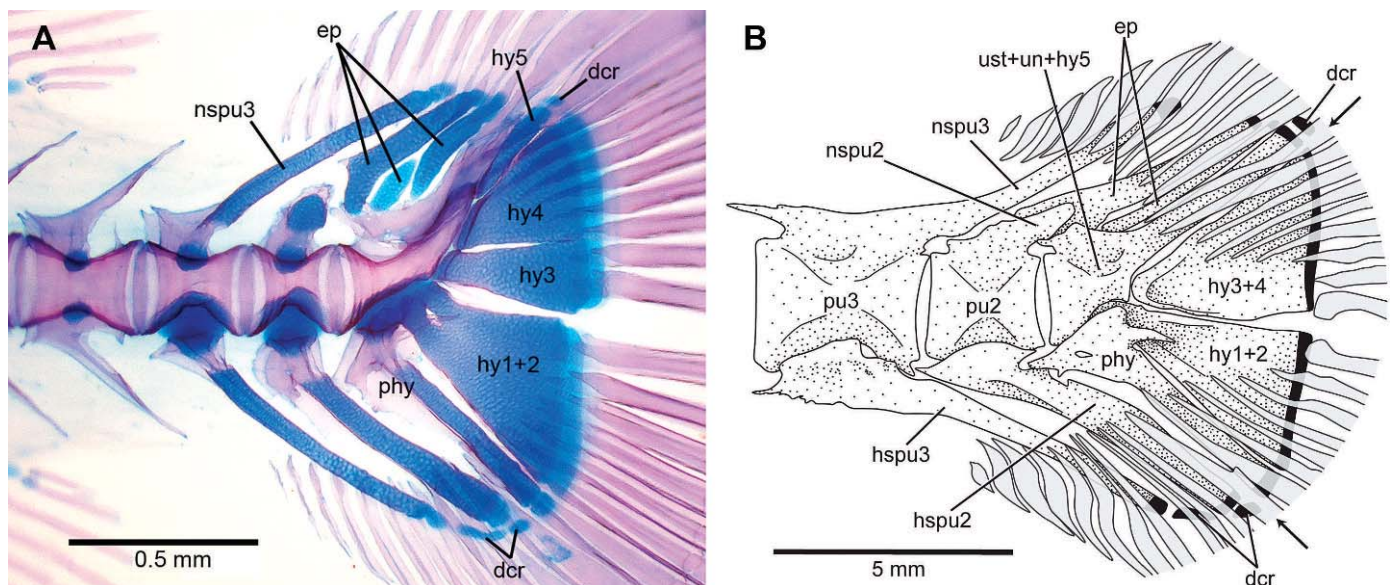 A
ep
hy5
dcr
nspu3
hy4
hy3
hy1+2
phy
dcr
0.5 mm
B
ep
ust+un+hy5
dcr
nspu3
nspu2
pu3
pu2
hy3+4
phy
hy1+2
hspu3
hspu2
dcr
5 mm